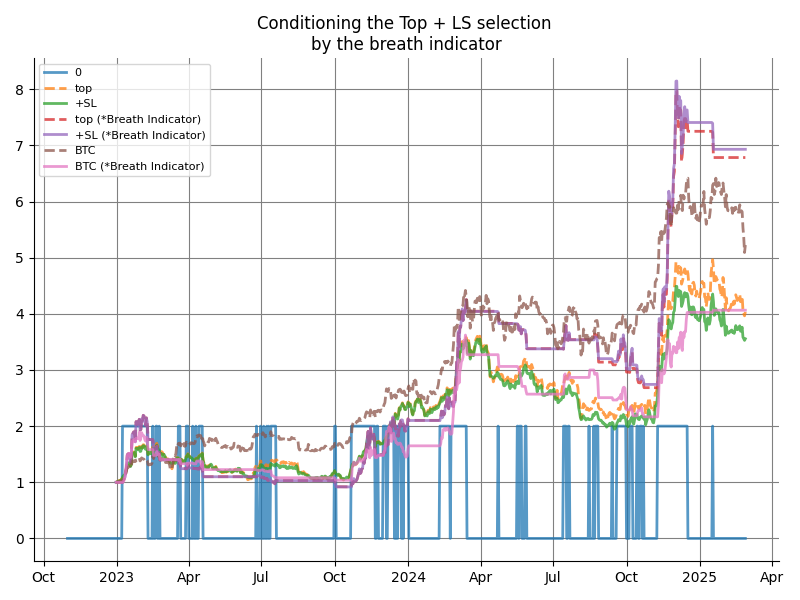 Conditioning the Top + LS selection
by the breath indicator
0
top
+SL
top (*Breath Indicator)
+SL (*Breath Indicator)
BTC
BTC (*Breath Indicator)
8
7
6
5
4
3
2
1
0
Oct 2023 Apr Jul Oct 2024 Apr Jul Oct 2025 Apr